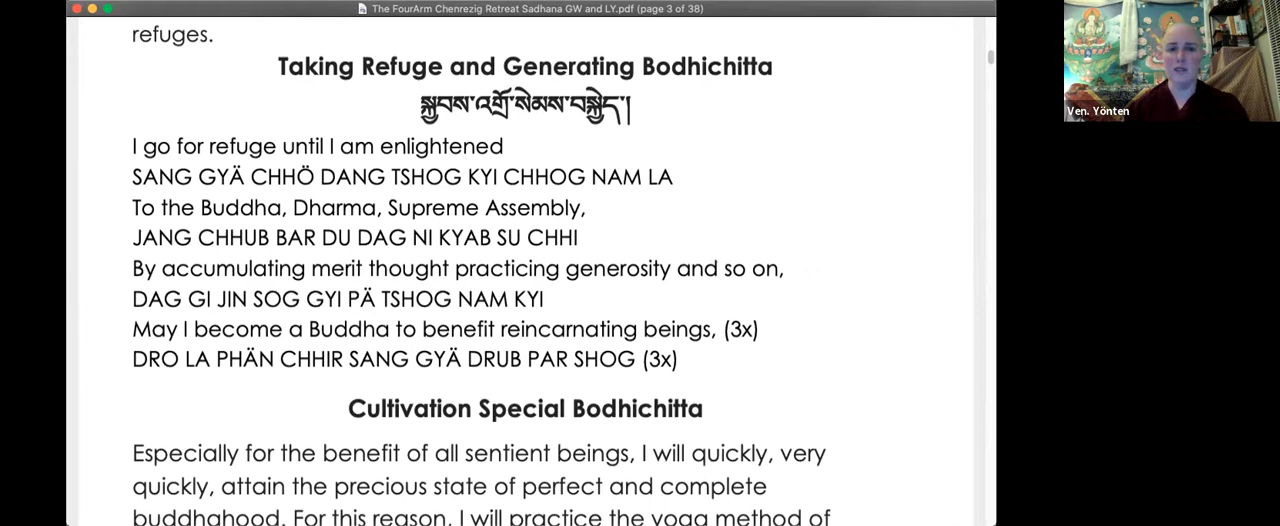 The FourArm Chenrezig Retreat Sadhana GW and LY.pdf (page 3 of 38)
refuges.
Taking Refuge and Generating Bodhichitta
སྐྱབས་འགྲོ་སེམས་བསྐྱེད་།
I go for refuge until I am enlightened
SANG GYÄ CHHÖ DANG TSHOG KYI CHHOG NAM LA
To the Buddha, Dharma, Supreme Assembly,
JANG CHHUB BAR DU DAG NI KYAB SU CHHI
By accumulating merit thought practicing generosity and so on,
DAG GI JIN SOG GYI PÄ TSHOG NAM KYI
May I become a Buddha to benefit reincarnating beings, (3x)
DRO LA PHÄN CHHIR SANG GYÄ DRUB PAR SHOG (3x)
Cultivation Special Bodhichitta
Especially for the benefit of all sentient beings, I will quickly, very
quickly, attain the precious state of perfect and complete
buddhahood. For this reason, I will practice the yoga method of
Ven. Yönten